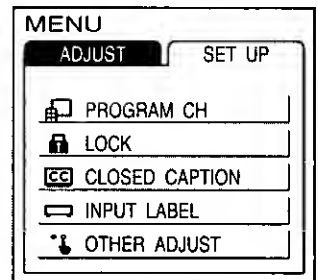 MENU
ADJUST SET UP
PROGRAM CH
LOCK
CC CLOSED CAPTION
INPUT LABEL
OTHER ADJUST